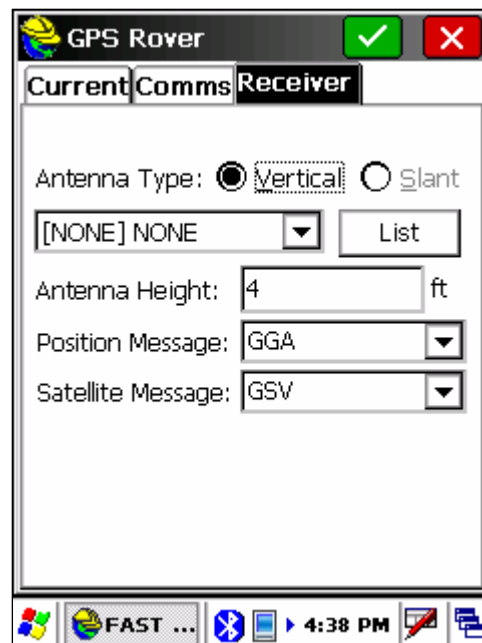 GPS Rover
Current Comms Receiver
Antenna Type: Vertical Slant
[NONE] NONE List
Antenna Height: 4 ft
Position Message: GGA
Satellite Message: GSV
FAST ... 4:38 PM